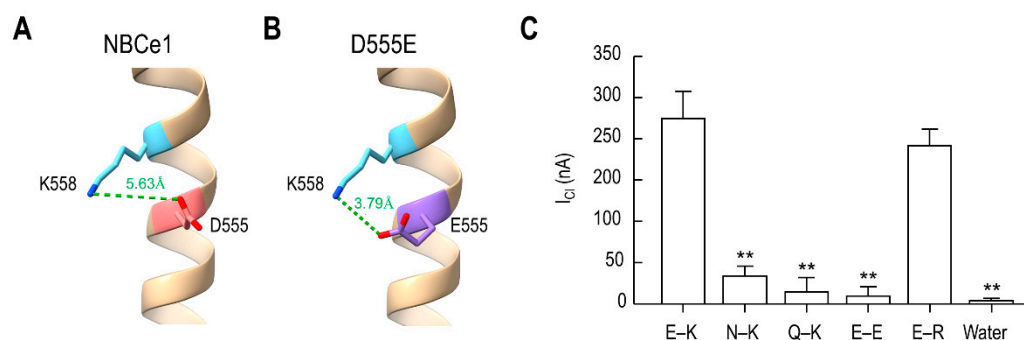 A
NBCe1
K558
5.63Å
D555
B
D555E
K558
3.79Å
E555
C
I_Cl (nA)
350
300
250
200
150
100
50
0
**
**
**
**
E–K
N–K
Q–K
E–E
E–R
Water